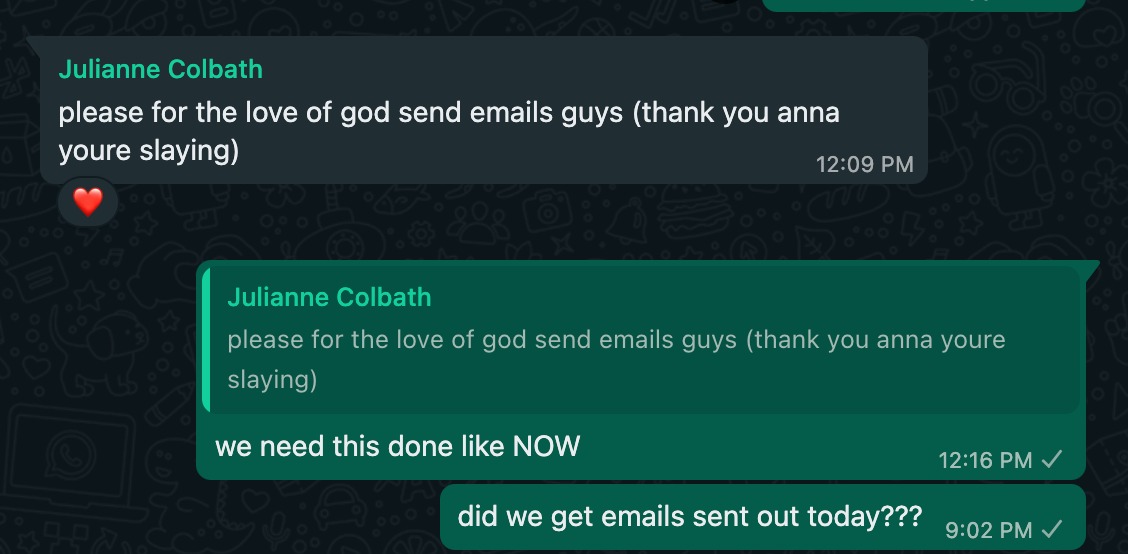 Julianne Colbath
please for the love of god send emails guys (thank you anna
youre slaying)
12:09 PM
Julianne Colbath
please for the love of god send emails guys (thank you anna youre
slaying)
we need this done like NOW
12:16 PM
did we get emails sent out today???
9:02 PM